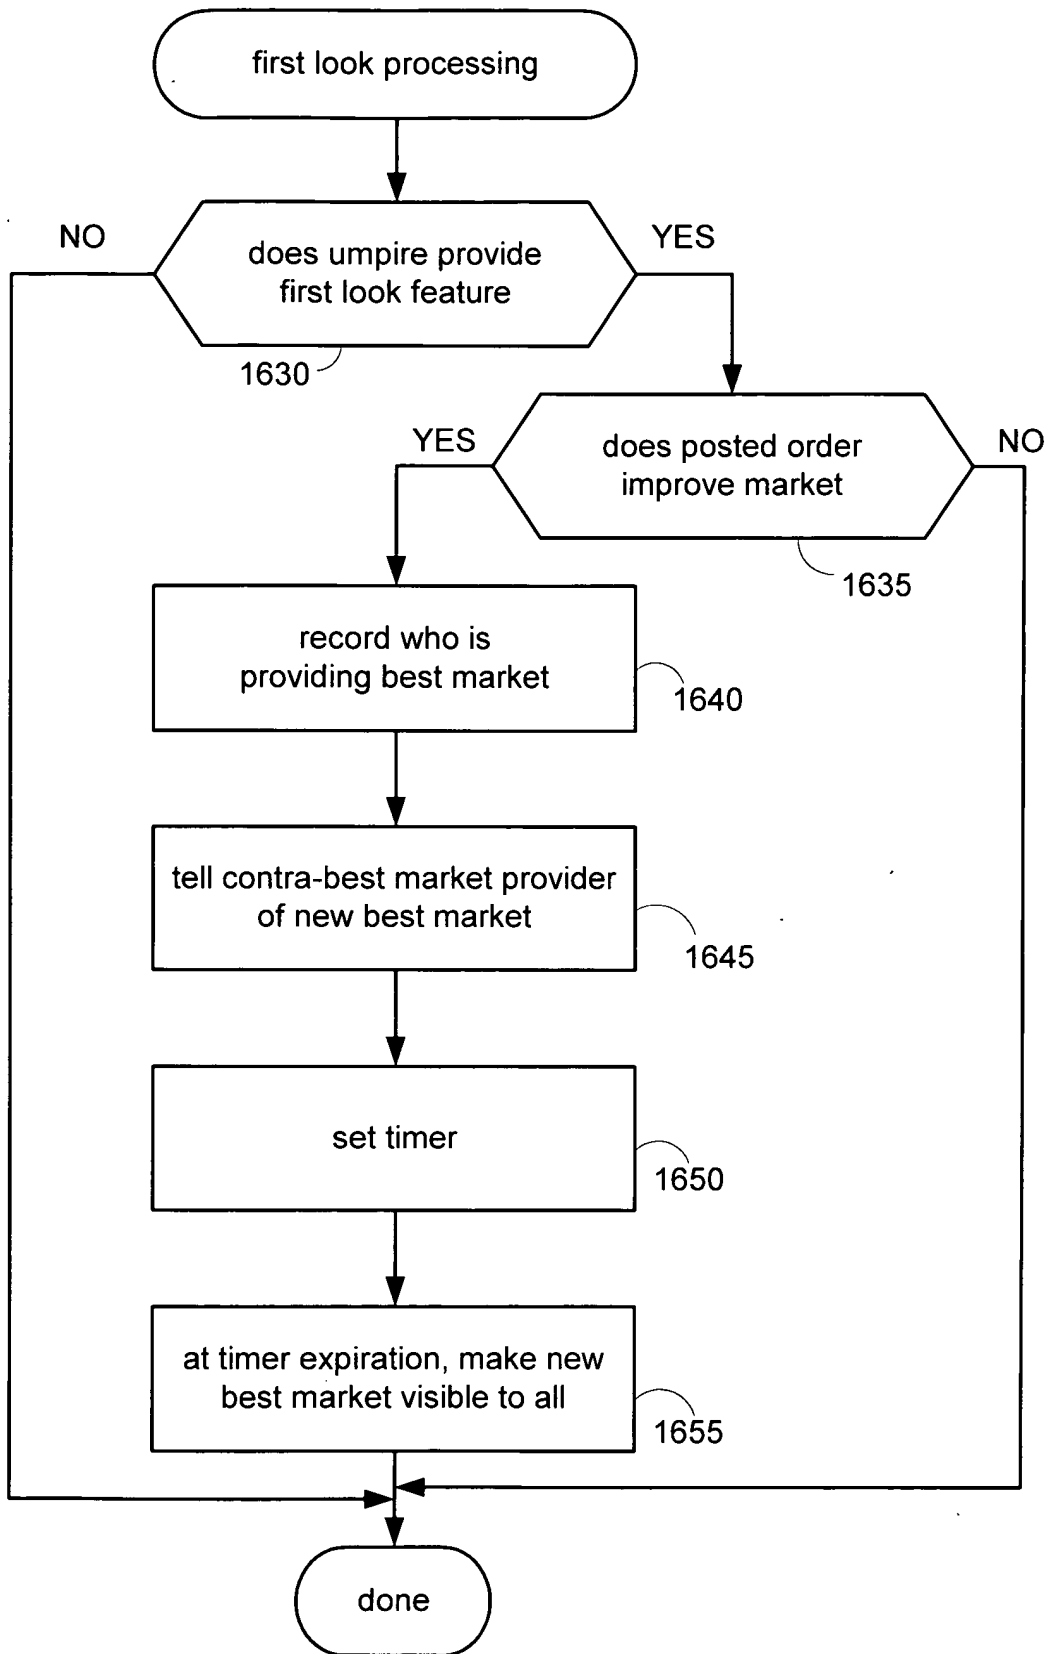 first look processing
NO
YES
does umpire provide
first look feature
1630
YES
NO
does posted order
improve market
1635
record who is
providing best market
1640
tell contra-best market provider
of new best market
1645
set timer
1650
at timer expiration, make new
best market visible to all
1655
done